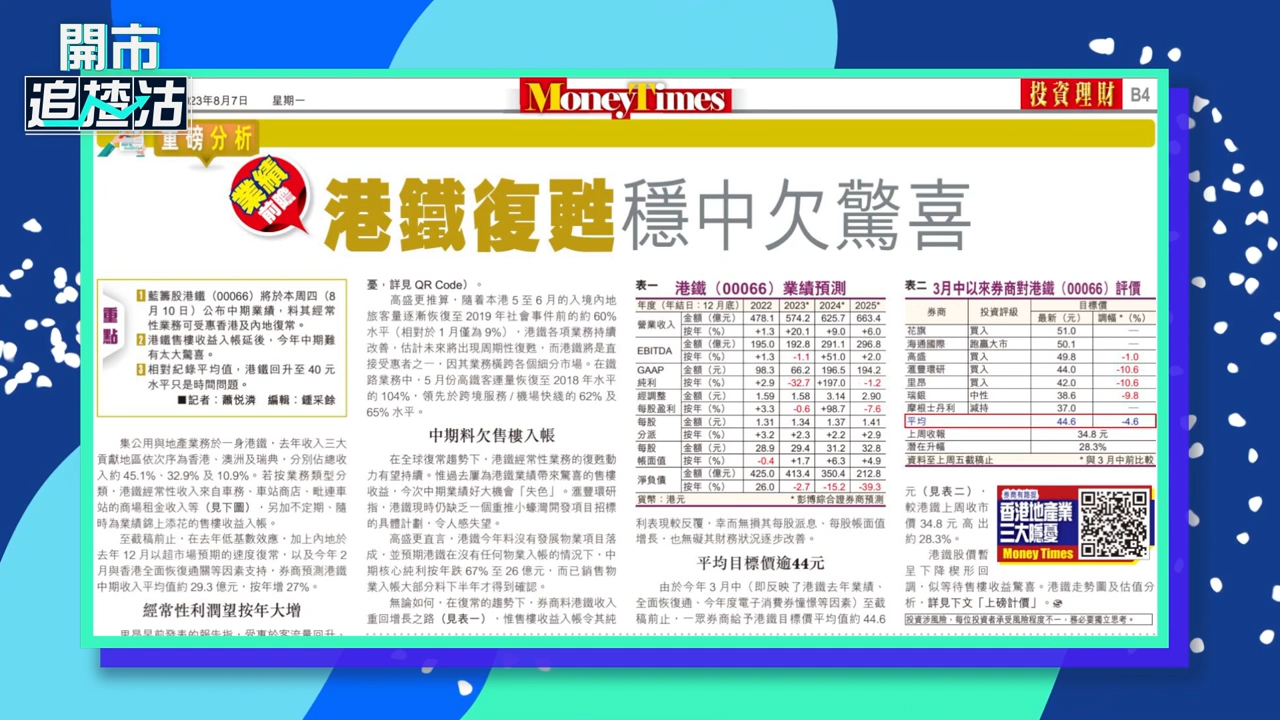 開市
追揸沽
23年8月7日 星期一
MoneyTimes
投資理財 B4
重磅分析
業績
前瞻
港鐵復甦穩中欠驚喜
重點
1 藍籌股港鐵（00066）將於本周四（8
月10日）公布中期業績，料其經常
性業務可受惠香港及內地復常。
2 港鐵售樓收益入帳延後，今年中期難
有太大驚喜。
3 相對紀錄平均值，港鐵回升至40元
水平只是時間問題。
■記者：蕭悦濟 編輯：鍾采餘
集公用與地產業務於一身港鐵，去年收入三大
貢獻地區依次序為香港、澳洲及瑞典，分別佔總收
入約45.1%、32.9%及10.9%。若按業務類型分
類，港鐵經常性收入來自車務、車站商店、毗連車
站的商場租金收入等（見下圖），另加不定期、隨
時為業績錦上添花的售樓收益入帳。
至截稿前止，在去年低基數效應，加上內地於
去年12月以超市場預期的速度復常，以及今年2
月與香港全面恢復通關等因素支持，券商預測港鐵
中期收入平均值約29.3億元，按年增27%。
經常性利潤望按年大增
里昂早前發表的報告指，受惠於客流量回升，
憂，詳見QR Code）。
高盛更推算，隨着本港5至6月的入境內地
旅客量逐漸恢復至2019年社會事件前的約60%
水平（相對於1月僅為9%），港鐵各項業務持續
改善，估計未來將出現周期性復甦，而港鐵將是直
接受惠者之一，因其業務橫跨各個細分市場。在鐵
路業務中，5月份高鐵客運量恢復至2018年水平
的104%，領先於跨境服務／機場快綫的62%及
65%水平。
中期料欠售樓入帳
在全球復常趨勢下，港鐵經常性業務的復甦動
力有望持續。惟過去屢為港鐵業績帶來驚喜的售樓
收益，今次中期業績好大機會「失色」。滙豐環研
指，港鐵現時仍缺乏一個重推小蠔灣開發項目招標
的具體計劃，令人感失望。
高盛更直言，港鐵今年料沒有發展物業項目落
成，並預期港鐵在沒有任何物業入帳的情況下，中
期核心純利按年跌67%至26億元，而已銷售物
業入帳大部分料下半年才得到確認。
無論如何，在復常的趨勢下，券商料港鐵收入
重回增長之路（見表一），惟售樓收益入帳令其純
表一 港鐵（00066）業績預測
年度（年結日：12月底） 2022 2023* 2024* 2025*
營業收入 金額（億元） 478.1 574.2 625.7 663.4
按年（%） +1.3 +20.1 +9.0 +6.0
EBITDA 金額（億元） 195.0 192.8 291.1 296.8
按年（%） +1.3 -1.1 +51.0 +2.0
GAAP 純利 金額（億元） 98.3 66.2 196.5 194.2
按年（%） +2.9 -32.7 +197.0 -1.2
經調整 每股盈利 金額（元） 1.59 1.58 3.14 2.90
按年（%） +3.3 -0.6 +98.7 -7.6
每股 分派 金額（元） 1.31 1.34 1.37 1.41
按年（%） +3.2 +2.3 +2.2 +2.9
每股 帳面值 金額（元） 28.9 29.4 31.2 32.8
按年（%） -0.4 +1.7 +6.3 +4.9
淨負債 金額（億元） 425.0 413.4 350.4 212.8
按年（%） 26.0 -2.7 -15.2 -39.3
貨幣：港元 *彭博綜合證券商預測
利表現較反覆，幸而無損其每股派息、每股帳面值
增長，也無礙其財務狀況逐步改善。
平均目標價逾44元
由於今年3月中（即反映了港鐵去年業績、
全面恢復通、今年度電子消費券憧憬等因素）至截
稿前止，一眾券商給予港鐵目標價平均值約44.6
表二 3月中以來券商對港鐵（00066）評價
券商 投資評級 目標價
最新（元） 調幅*（%）
花旗 買入 51.0 —
海通國際 跑贏大市 50.1 —
高盛 買入 49.8 -1.0
滙豐環研 買入 44.0 -10.6
里昂 買入 42.0 -10.6
瑞銀 中性 38.6 -9.8
摩根士丹利 減持 37.0 —
平均 44.6 -4.6
上周收報 34.8元
潛在升幅 28.3%
資料至上周五截稿止 *與3月中前比較
元（見表二），
較港鐵上周收市
價34.8元高出
約28.3%。
港鐵股價暫
呈下降楔形回
調，似等待售樓收益驚喜。港鐵走勢圖及估值分
析，詳見下文「上磅計價」。
券商有路捉
香港地產業
三大隱憂
Money Times
投資涉風險，每位投資者承受風險程度不一，務必要獨立思考。